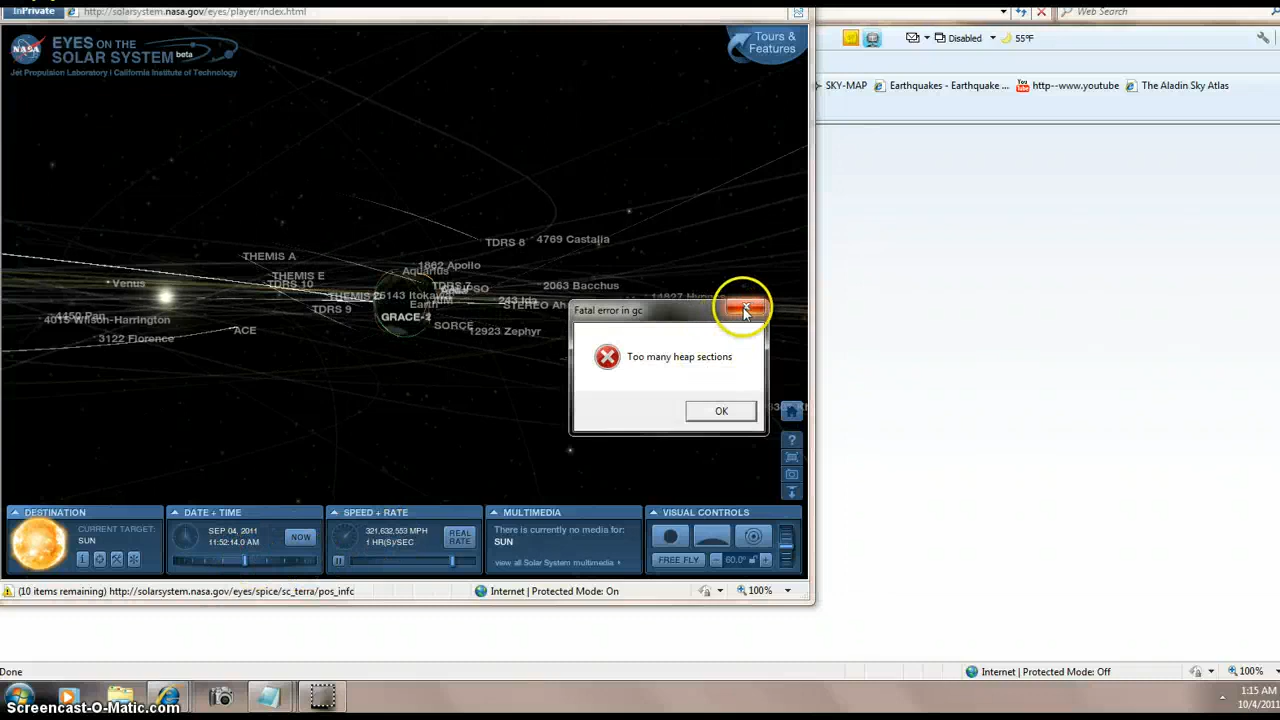 InPrivate
http://solarsystem.nasa.gov/eyes/player/index.html
Web Search
NASA
EYES ON THE
SOLAR SYSTEM beta
Jet Propulsion Laboratory | California Institute of Technology
Tours &
Features
Disabled
55°F
SKY-MAP
Earthquakes - Earthquake ...
You
Tube
http--www.youtube
The Aladin Sky Atlas
TDRS 8
4769 Castalia
THEMIS A
1862 Apollo
Aquarius
THEMIS E
TDRS 10
Venus
2063 Bacchus
25143 Itokawa
243 Ida
STEREO Ah
TDRS 9
Earth
GRACE-1
SORCE
12923 Zephyr
4015 Wilson-Harrington
ACE
3122 Florence
Fatal error in gc
Too many heap sections
OK
?
DESTINATION
CURRENT TARGET:
SUN
DATE + TIME
SEP 04, 2011
11:52:14.0 AM
NOW
SPEED + RATE
321,632,553 MPH
1 HR(S)/SEC
REAL
RATE
MULTIMEDIA
There is currently no media for:
SUN
view all Solar System multimedia
VISUAL CONTROLS
FREE FLY
60.0°
(10 items remaining) http://solarsystem.nasa.gov/eyes/spice/sc_terra/pos_infc
Internet | Protected Mode: On
100%
Done
Internet | Protected Mode: Off
100%
1:15 AM
10/4/2011
Screencast-O-Matic.com